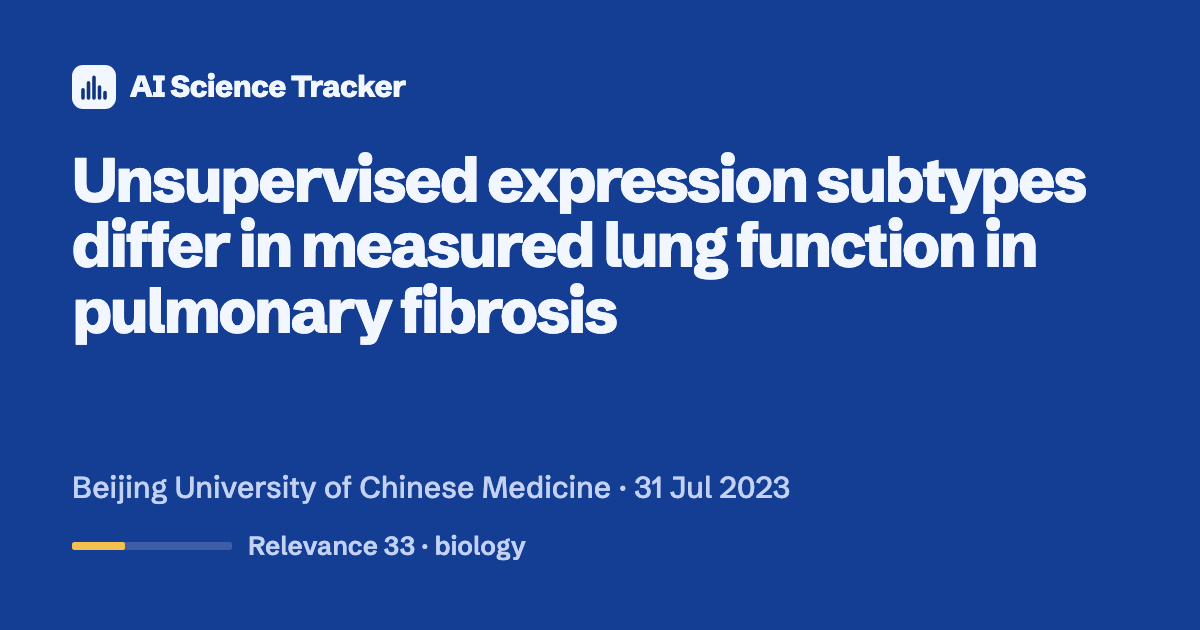 AI Science Tracker
Unsupervised expression subtypes
differ in measured lung function in
pulmonary fibrosis
Beijing University of Chinese Medicine · 31 Jul 2023
Relevance 33 · biology